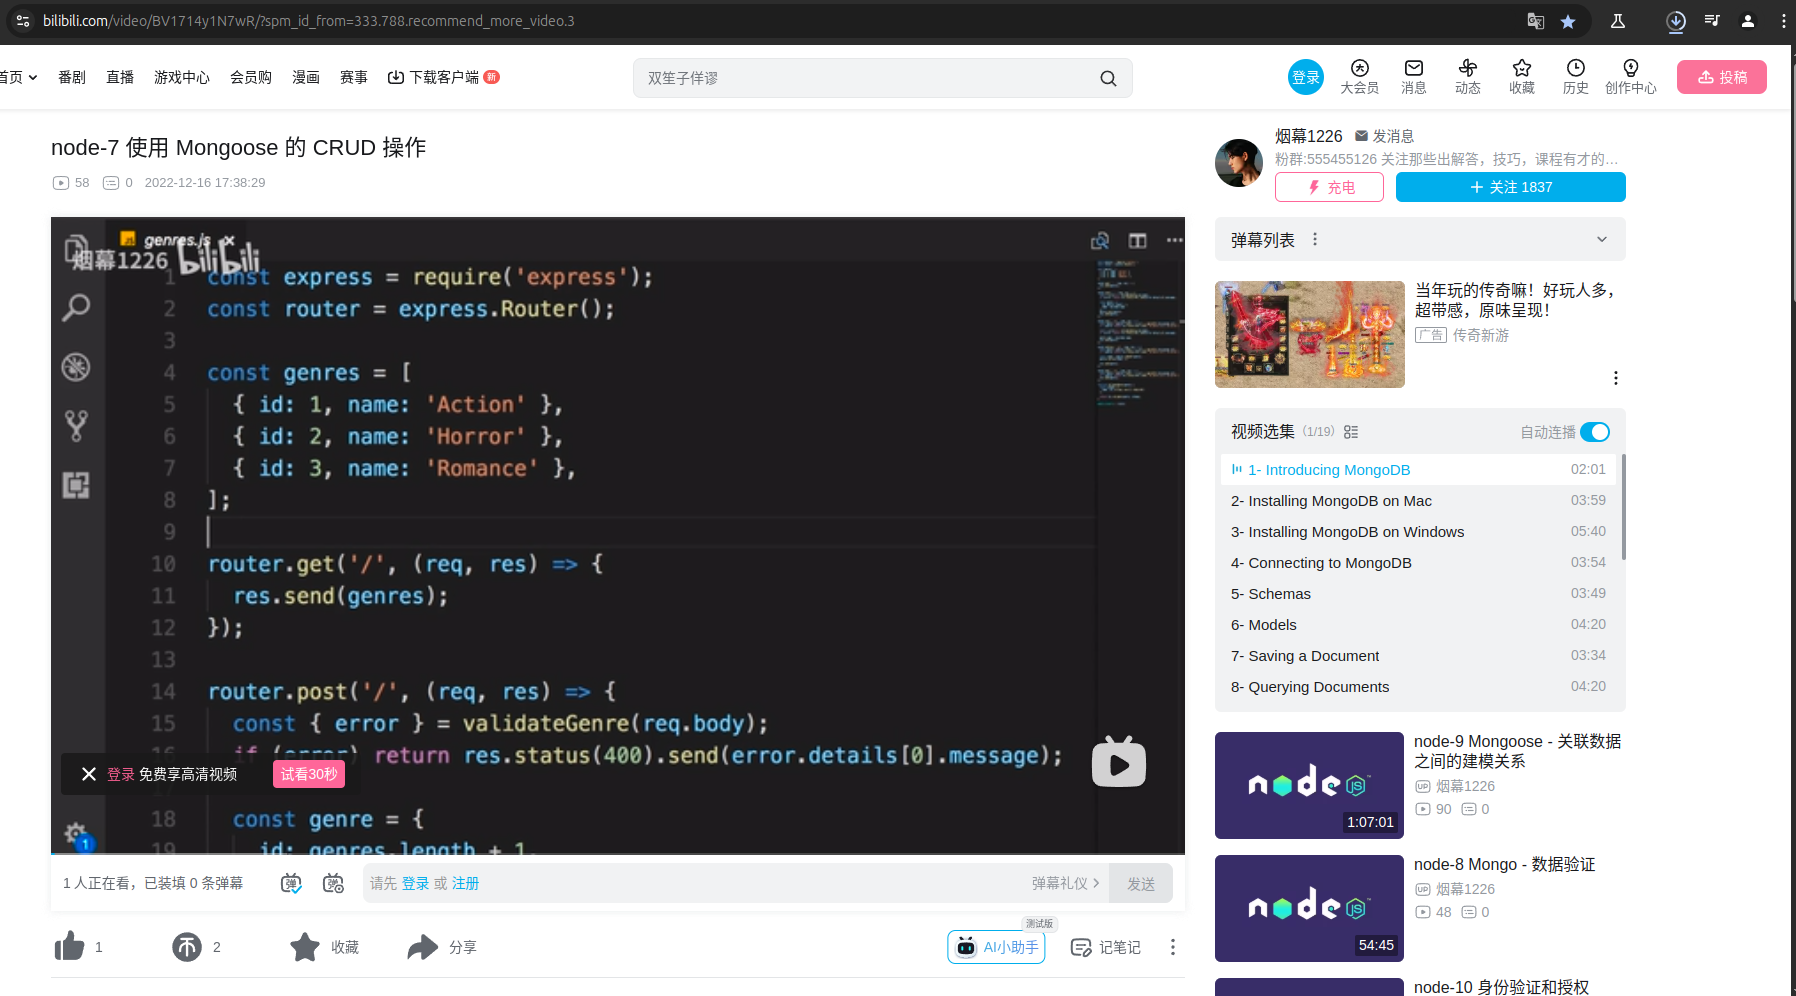 bilibili.com/video/BV1714y1N7wR/?spm_id_from=333.788.recommend_more_video.3
首页 番剧 直播 游戏中心 会员购 漫画 赛事 下载客户端 新
双笙子佯谬
登录 大会员 消息 动态 收藏 历史 创作中心 投稿
node-7 使用 Mongoose 的 CRUD 操作
58 0 2022-12-16 17:38:29
烟幕1226 发消息
粉群:555455126 关注那些出解答，技巧，课程有才的…
充电 + 关注 1837
genres.js
烟幕1226 bilibili
1 const express = require('express');
2 const router = express.Router();
3
4 const genres = [
5 { id: 1, name: 'Action' },
6 { id: 2, name: 'Horror' },
7 { id: 3, name: 'Romance' },
8 ];
9
10 router.get('/', (req, res) => {
11 res.send(genres);
12 });
13
14 router.post('/', (req, res) => {
15 const { error } = validateGenre(req.body);
16 if (error) return res.status(400).send(error.details[0].message);
登录 免费享高清视频 试看30秒
18 const genre = {
19 id: genres.length + 1,
1
1 人正在看，已装填 0 条弹幕
弹 弹
请先 登录 或 注册
弹幕礼仪 发送
1 2 收藏 分享
测试版
AI小助手 记笔记
弹幕列表
当年玩的传奇嘛！好玩人多，
超带感，原味呈现！
广告 传奇新游
视频选集 (1/19) 自动连播
1- Introducing MongoDB 02:01
2- Installing MongoDB on Mac 03:59
3- Installing MongoDB on Windows 05:40
4- Connecting to MongoDB 03:54
5- Schemas 03:49
6- Models 04:20
7- Saving a Document 03:34
8- Querying Documents 04:20
node JS
1:07:01
node-9 Mongoose - 关联数据
之间的建模关系
UP 烟幕1226
90 0
node JS
54:45
node-8 Mongo - 数据验证
UP 烟幕1226
48 0
node-10 身份验证和授权